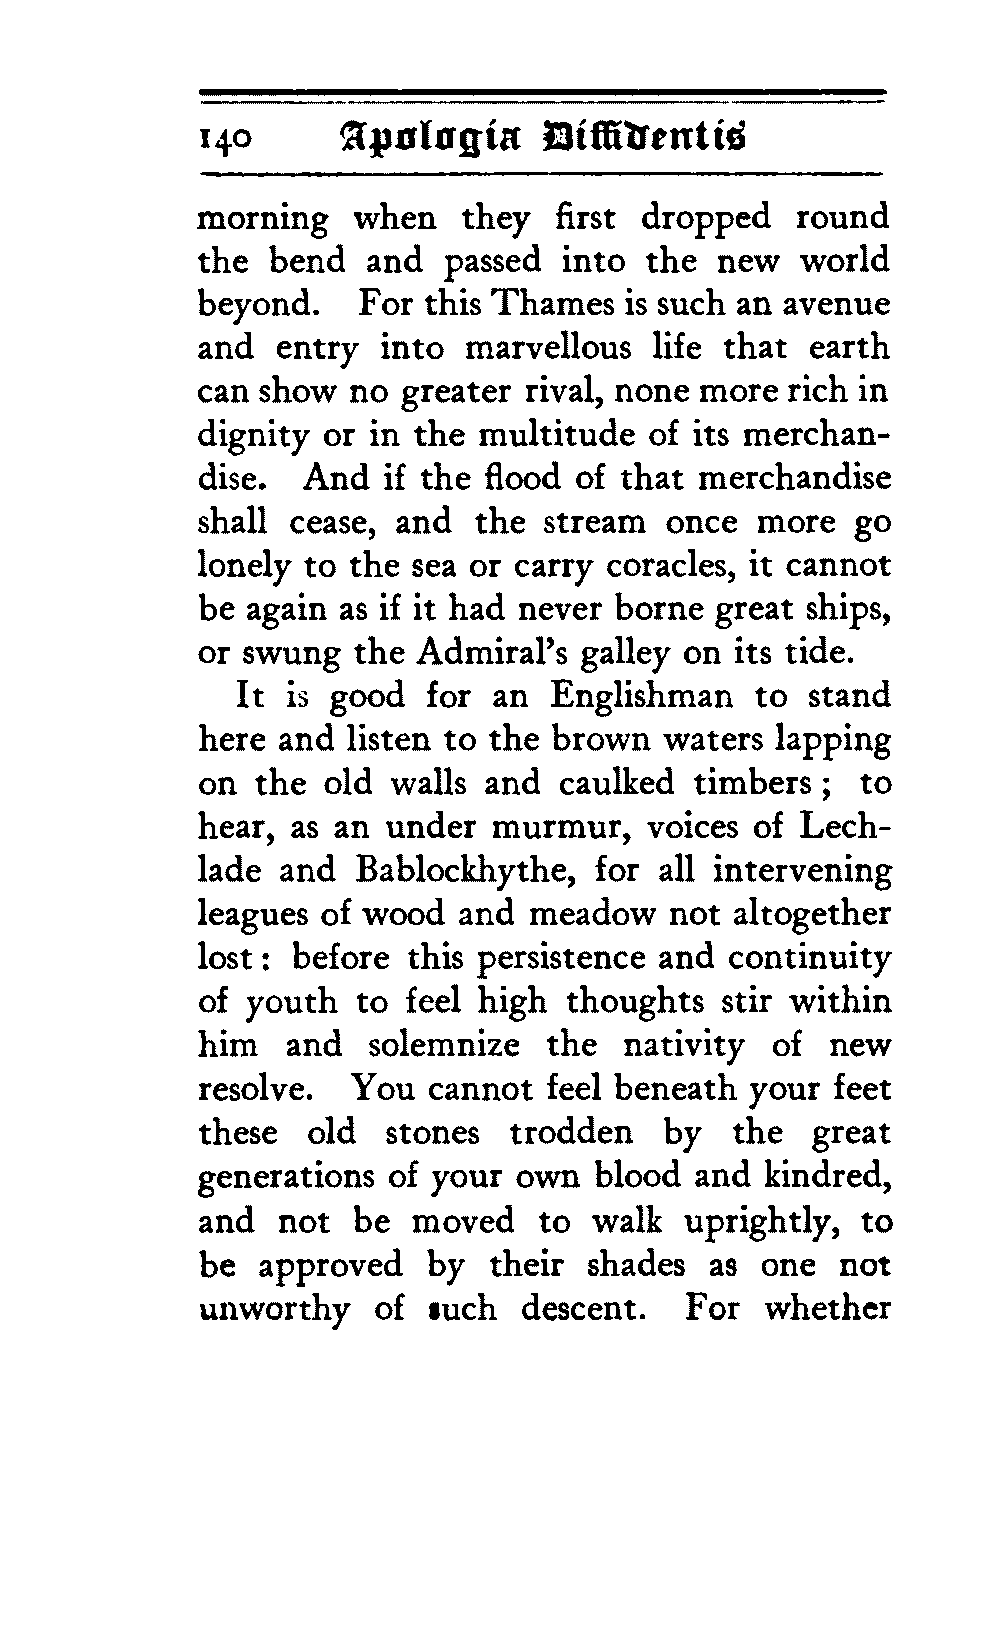 140 Apologia Diffidentis
morning when they first dropped round
the bend and passed into the new world
beyond. For this Thames is such an avenue
and entry into marvellous life that earth
can show no greater rival, none more rich in
dignity or in the multitude of its merchan-
dise. And if the flood of that merchandise
shall cease, and the stream once more go
lonely to the sea or carry coracles, it cannot
be again as if it had never borne great ships,
or swung the Admiral's galley on its tide.
It is good for an Englishman to stand
here and listen to the brown waters lapping
on the old walls and caulked timbers; to
hear, as an under murmur, voices of Lech-
lade and Bablockhythe, for all intervening
leagues of wood and meadow not altogether
lost: before this persistence and continuity
of youth to feel high thoughts stir within
him and solemnize the nativity of new
resolve. You cannot feel beneath your feet
these old stones trodden by the great
generations of your own blood and kindred,
and not be moved to walk uprightly, to
be approved by their shades as one not
unworthy of such descent. For whether